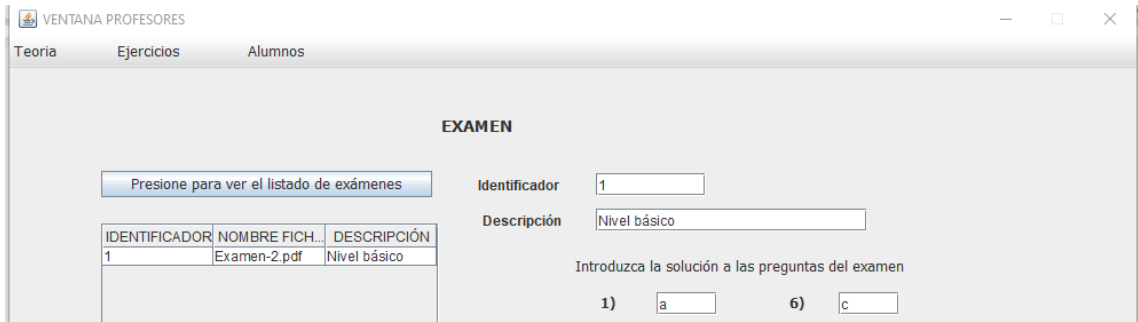 VENTANA PROFESORES
Teoria Ejercicios Alumnos
EXAMEN
Presione para ver el listado de exámenes
Identificador 1
Descripción Nivel básico
IDENTIFICADOR NOMBRE FICH... DESCRIPCIÓN
1 Examen-2.pdf Nivel básico
Introduzca la solución a las preguntas del examen
1) a 6) c